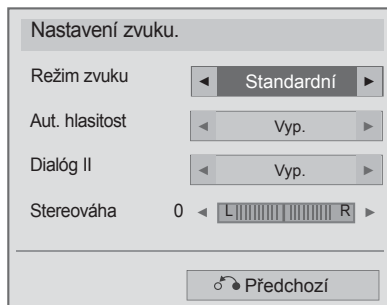 Nastavení zvuku.
Režim zvuku ◄ Standardní ►
Aut. hlasitost ◄ Vyp. ►
Dialóg II ◄ Vyp. ►
Stereováha 0 ◄ L R ►
Předchozí